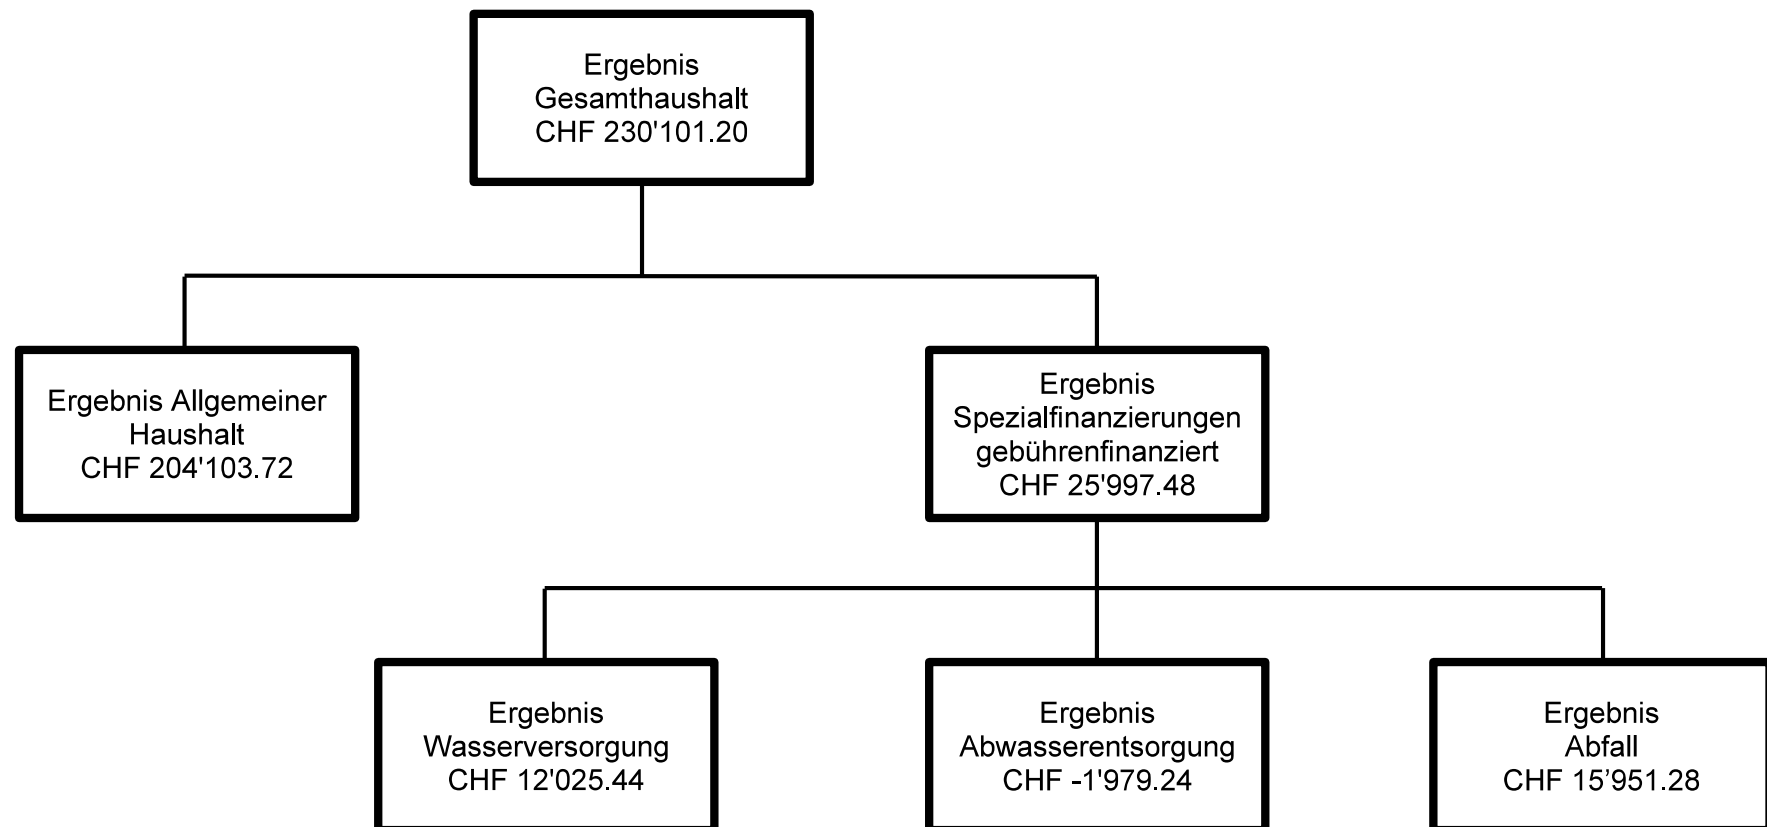 Ergebnis
Gesamthaushalt
CHF 230'101.20
Ergebnis Allgemeiner
Haushalt
CHF 204'103.72
Ergebnis
Spezialfinanzierungen
gebührenfinanziert
CHF 25'997.48
Ergebnis
Wasserversorgung
CHF 12'025.44
Ergebnis
Abwasserentsorgung
CHF -1'979.24
Ergebnis
Abfall
CHF 15’951.28